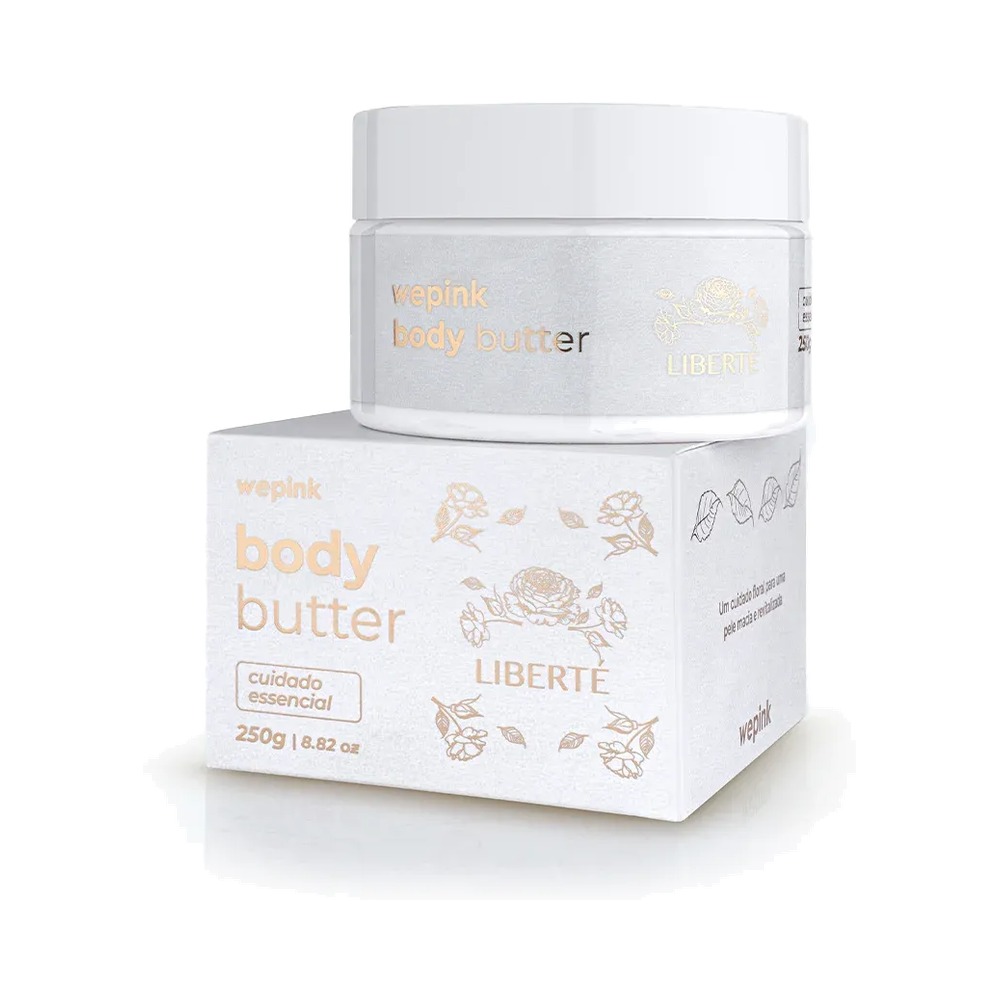 wepink
body butter
LIBERTÉ
250g
wepink
body
butter
cuidado
essencial
250g | 8.82 oz
LIBERTÉ
Um cuidado floral para uma
pele macia e revitalizada
wepink